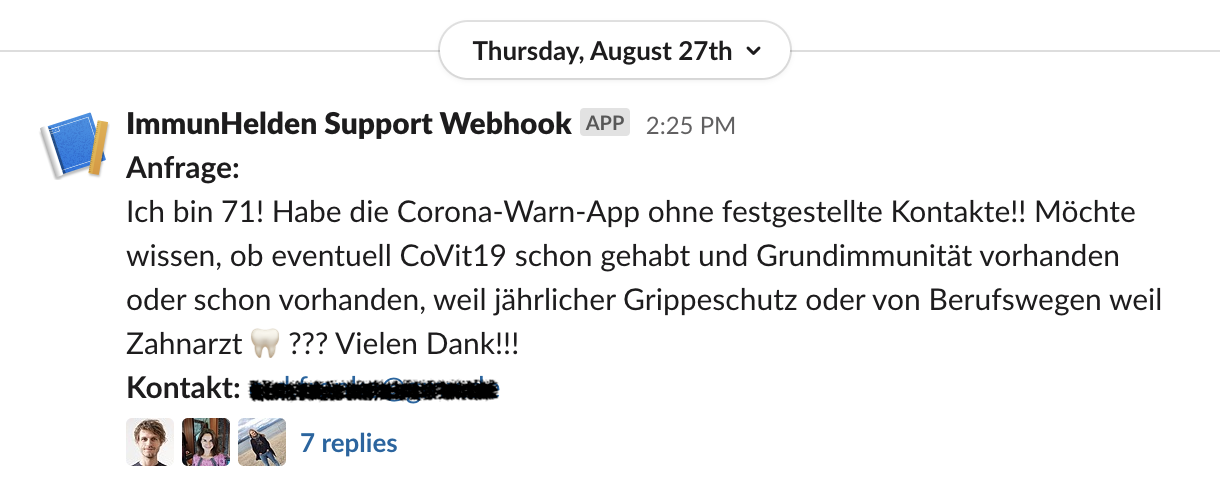 Thursday, August 27th
ImmunHelden Support Webhook APP 2:25 PM
Anfrage:
Ich bin 71! Habe die Corona-Warn-App ohne festgestellte Kontakte!! Möchte
wissen, ob eventuell CoVit19 schon gehabt und Grundimmunität vorhanden
oder schon vorhanden, weil jährlicher Grippeschutz oder von Berufswegen weil
Zahnarzt 🦷 ??? Vielen Dank!!!
Kontakt:
7 replies